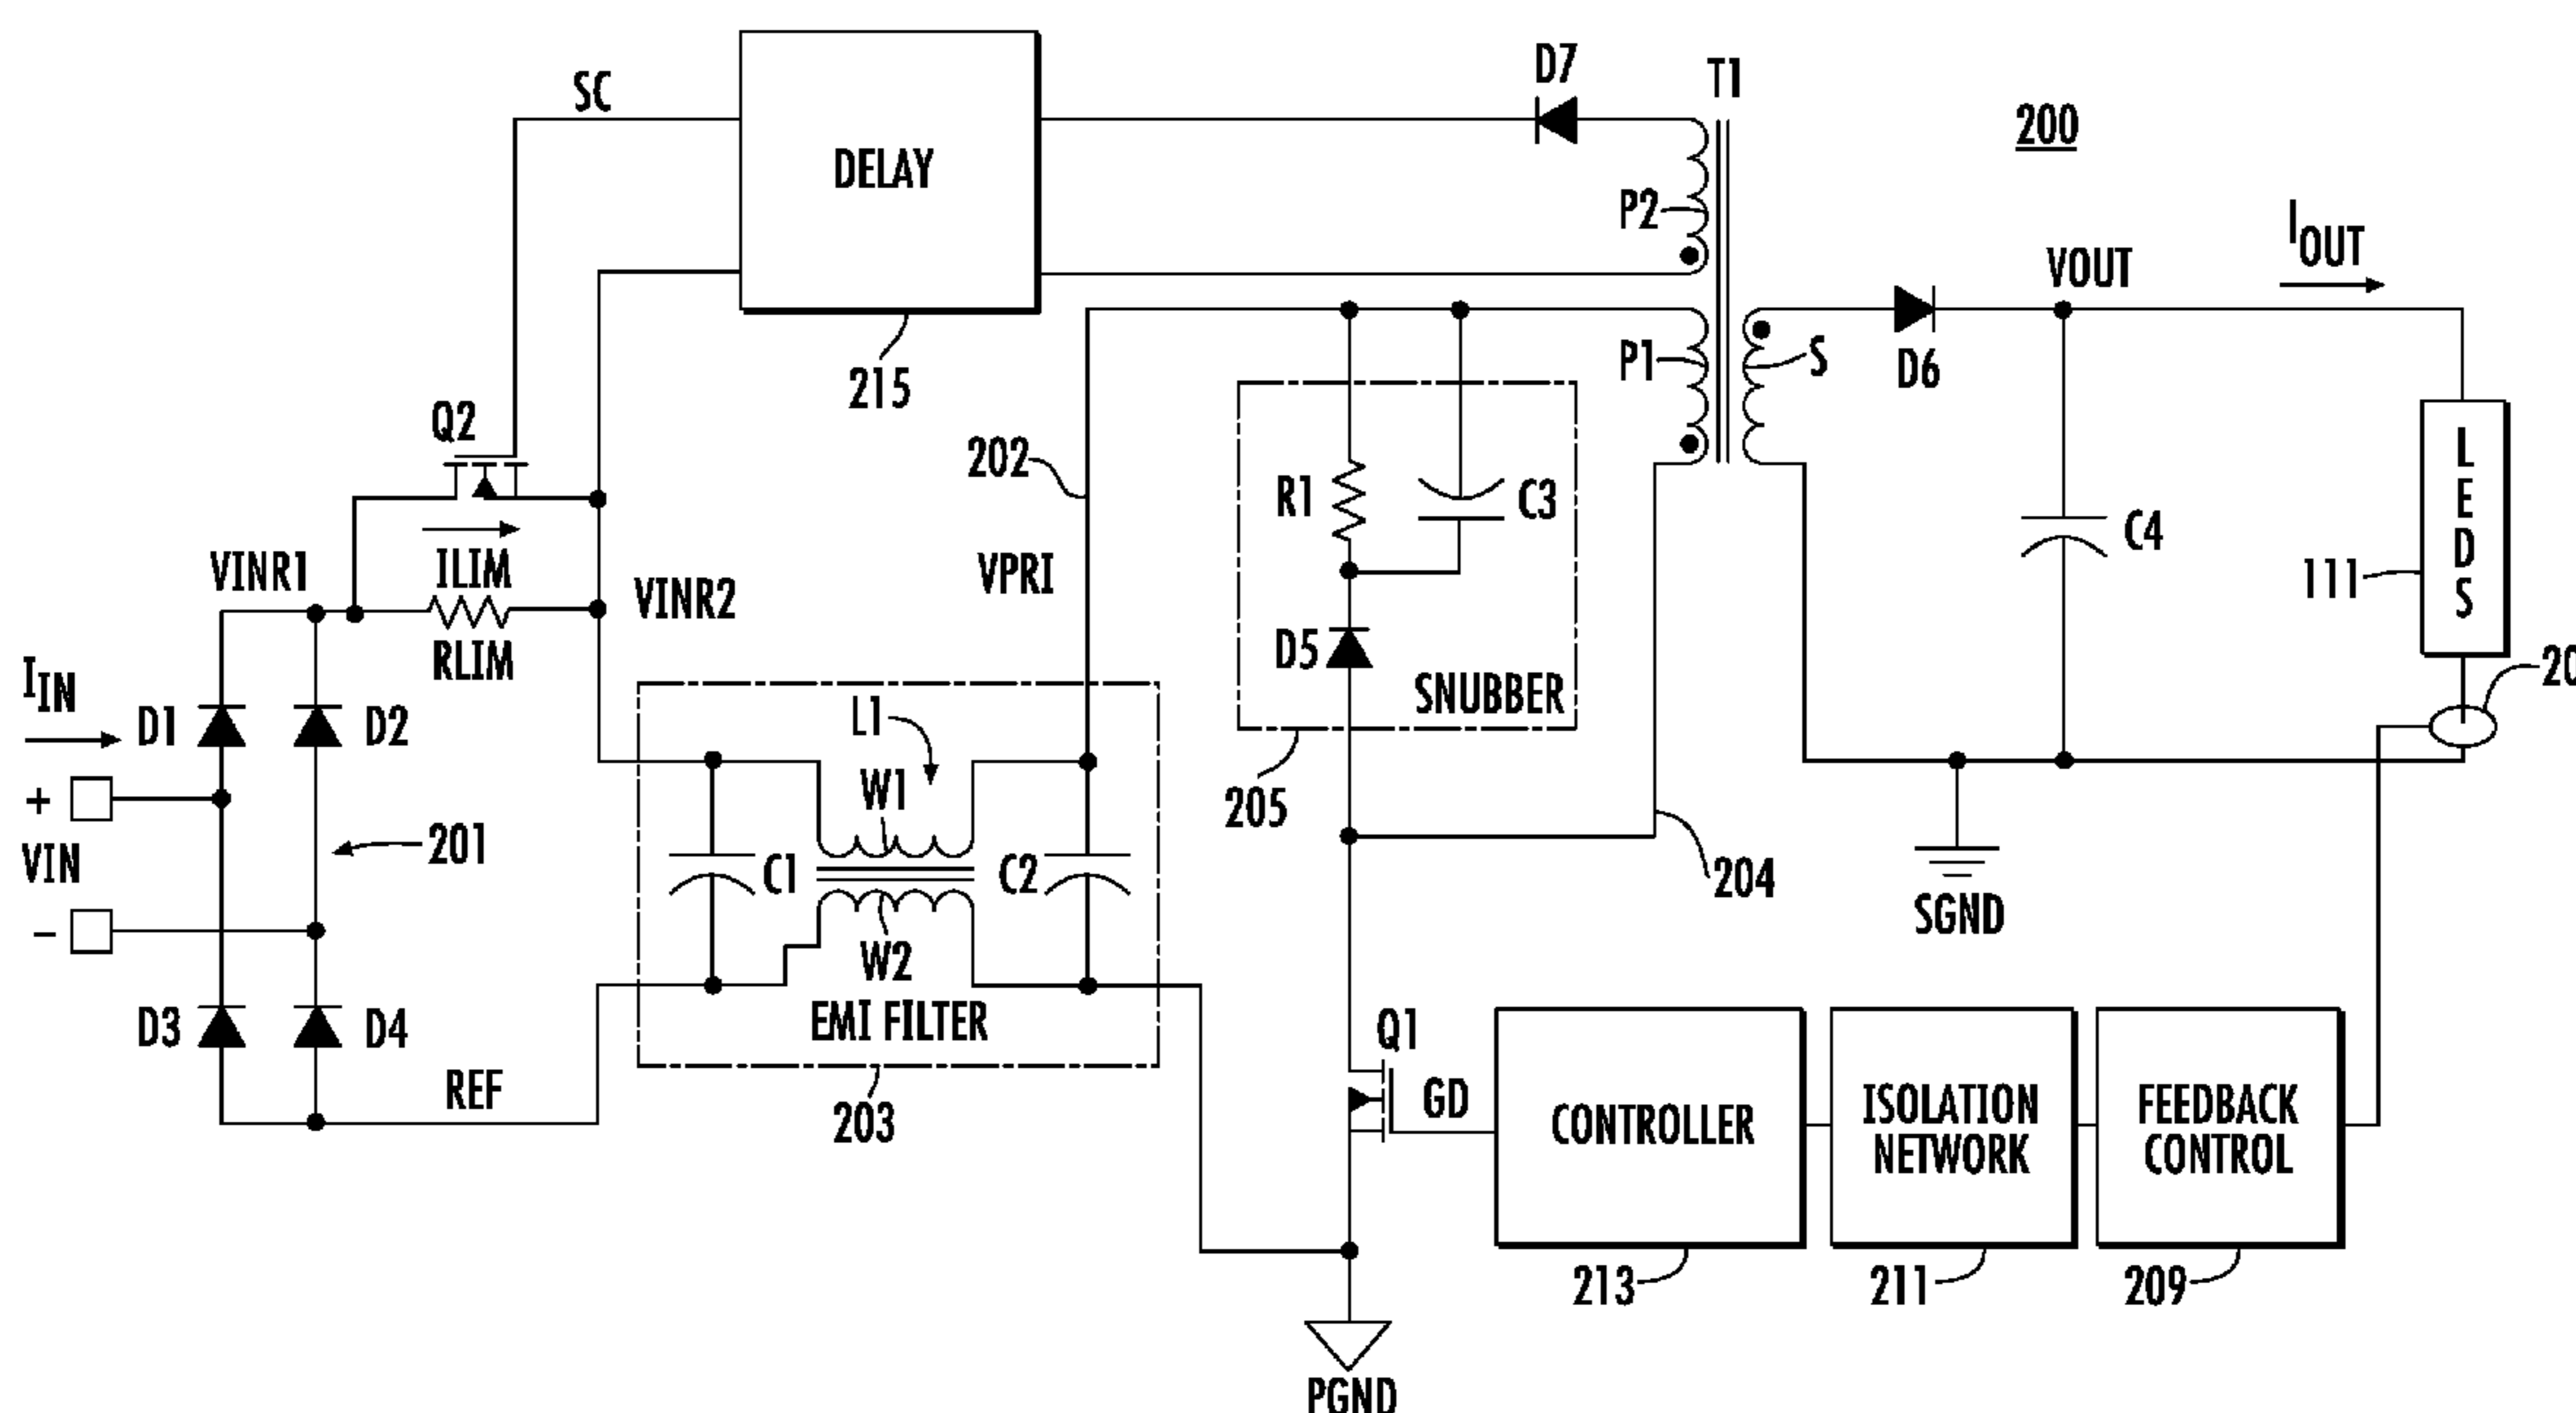 D7
T1
200
SC
DELAY
P2
IOUT
VOUT
215
P1
S
D6
Q2
202
R1
C3
LEDS
C4
111
VINR1
ILIM
VINR2
VPRI
RLIM
D5
SNUBBER
20
IIN
D1
D2
L1
W1
205
+
VIN
201
C1
C2
204
−
W2
SGND
EMI FILTER
D3
D4
REF
203
Q1
GD
CONTROLLER
ISOLATION
NETWORK
FEEDBACK
CONTROL
213
211
209
PGND